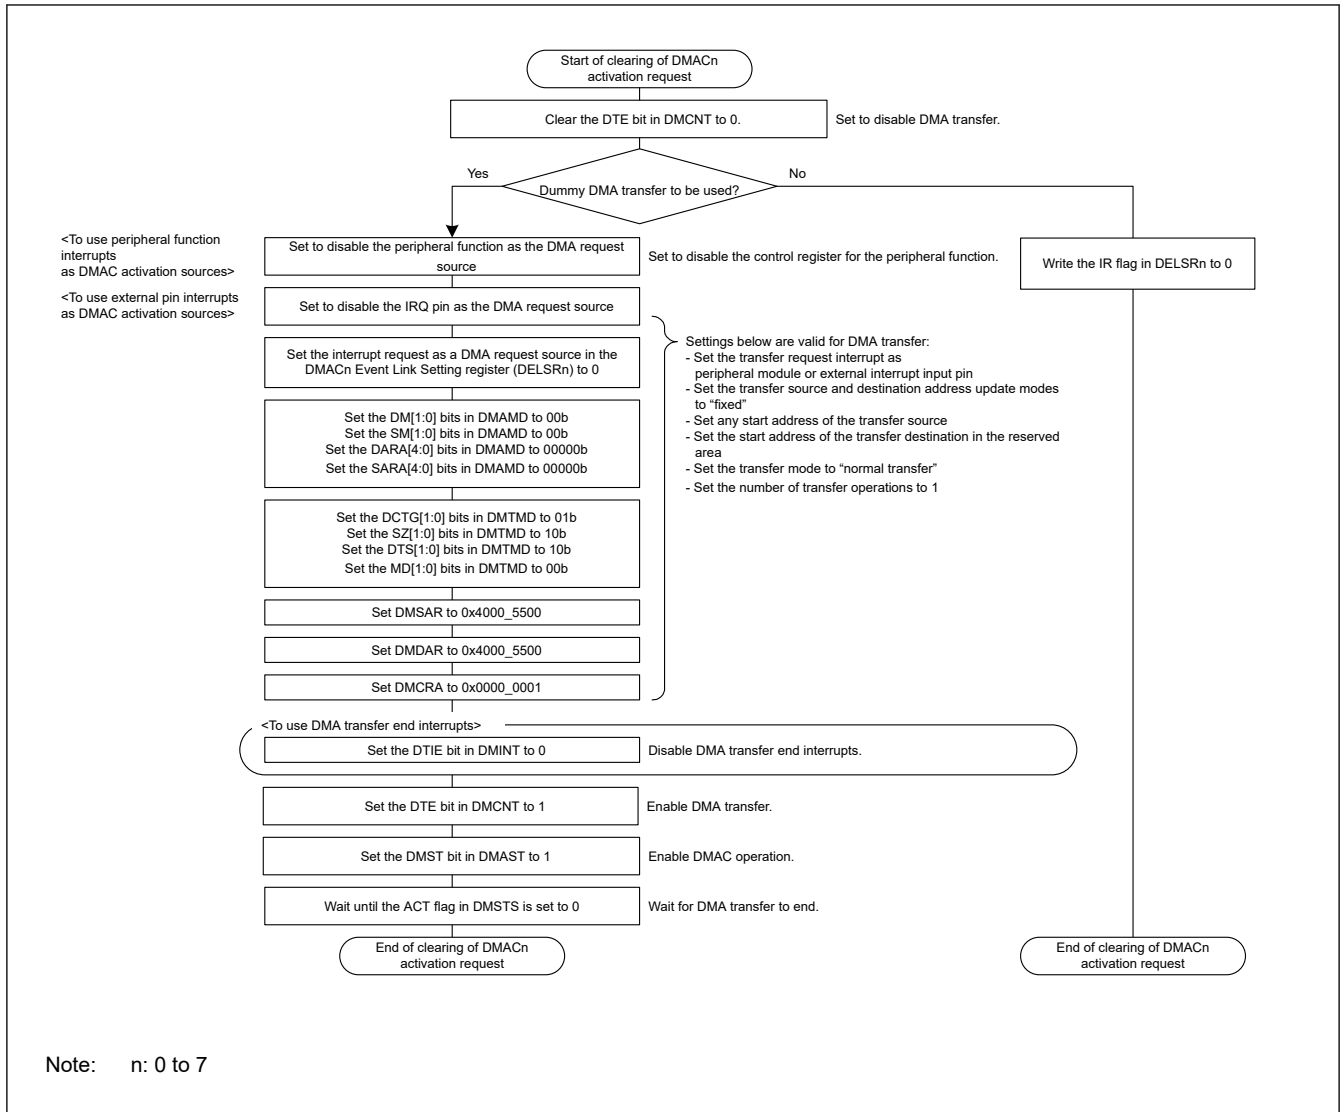 Start of clearing of DMACn
activation request
Clear the DTE bit in DMCNT to 0.
Set to disable DMA transfer.
Yes
No
Dummy DMA transfer to be used?
<To use peripheral function
interrupts
as DMAC activation sources>
Set to disable the peripheral function as the DMA request
source
Set to disable the control register for the peripheral function.
Write the IR flag in DELSRn to 0
<To use external pin interrupts
as DMAC activation sources>
Set to disable the IRQ pin as the DMA request source
Set the interrupt request as a DMA request source in the
DMACn Event Link Setting register (DELSRn) to 0
Settings below are valid for DMA transfer:
- Set the transfer request interrupt as
peripheral module or external interrupt input pin
- Set the transfer source and destination address update modes
to “fixed”
- Set any start address of the transfer source
- Set the start address of the transfer destination in the reserved
area
- Set the transfer mode to “normal transfer”
- Set the number of transfer operations to 1
Set the DM[1:0] bits in DMAMD to 00b
Set the SM[1:0] bits in DMAMD to 00b
Set the DARA[4:0] bits in DMAMD to 00000b
Set the SARA[4:0] bits in DMAMD to 00000b
Set the DCTG[1:0] bits in DMTMD to 01b
Set the SZ[1:0] bits in DMTMD to 10b
Set the DTS[1:0] bits in DMTMD to 10b
Set the MD[1:0] bits in DMTMD to 00b
Set DMSAR to 0x4000_5500
Set DMDAR to 0x4000_5500
Set DMCRA to 0x0000_0001
<To use DMA transfer end interrupts>
Set the DTIE bit in DMINT to 0
Disable DMA transfer end interrupts.
Set the DTE bit in DMCNT to 1
Enable DMA transfer.
Set the DMST bit in DMAST to 1
Enable DMAC operation.
Wait until the ACT flag in DMSTS is set to 0
Wait for DMA transfer to end.
End of clearing of DMACn
activation request
End of clearing of DMACn
activation request
Note: n: 0 to 7